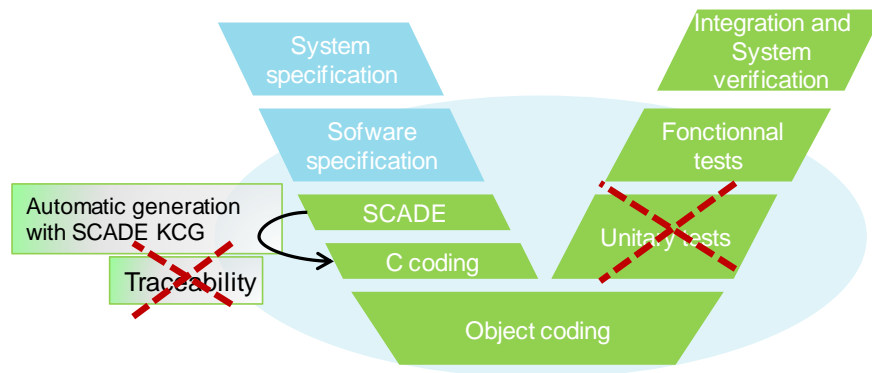 System
specification
Integration and
System
verification
Sofware
specification
Fonctionnal
tests
Automatic generation
with SCADE KCG
SCADE
Unitary tests
C coding
Traceability
Object coding